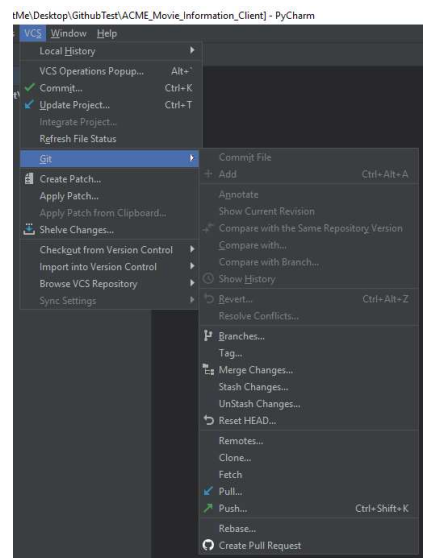 tMe\Desktop\GithubTest\ACME_Movie_Information_Client] - PyCharm
VCS Window Help
Local History
VCS Operations Popup... Alt+`
Commit... Ctrl+K
Update Project... Ctrl+T
Integrate Project...
Refresh File Status
Git
Create Patch...
Apply Patch...
Apply Patch from Clipboard...
Shelve Changes...
Checkout from Version Control
Import into Version Control
Browse VCS Repository
Sync Settings
Commit File
Add Ctrl+Alt+A
Annotate
Show Current Revision
Compare with the Same Repository Version
Compare with...
Compare with Branch...
Show History
Revert... Ctrl+Alt+Z
Resolve Conflicts...
Branches...
Tag...
Merge Changes...
Stash Changes...
UnStash Changes...
Reset HEAD...
Remotes...
Clone...
Fetch
Pull...
Push... Ctrl+Shift+K
Rebase...
Create Pull Request